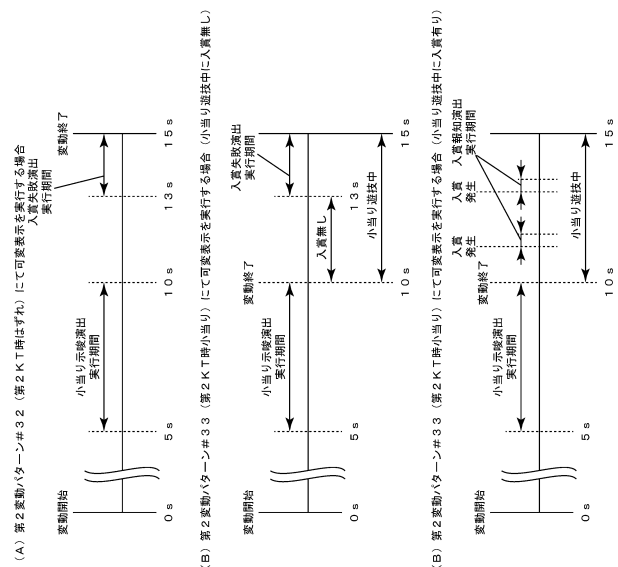 （A）第２変動パターン＃３２（第２ＫＴ時はずれ）にて可変表示を実行する場合
変動開始
小当り示唆演出
実行期間
入賞失敗演出
実行期間
変動終了
０ｓ
５ｓ
１０ｓ
１３ｓ
１５ｓ
（B）第２変動パターン＃３３（第２ＫＴ時小当り）にて可変表示を実行する場合（小当り遊技中に入賞無し）
変動開始
小当り示唆演出
実行期間
変動終了
入賞失敗演出
実行期間
入賞無し
１３ｓ
小当り遊技中
０ｓ
５ｓ
１０ｓ
１５ｓ
（B）第２変動パターン＃３３（第２ＫＴ時小当り）にて可変表示を実行する場合（小当り遊技中に入賞有り）
変動開始
小当り示唆演出
実行期間
変動終了
入賞
発生
入賞
発生
入賞報知演出
実行期間
小当り遊技中
０ｓ
５ｓ
１０ｓ
１５ｓ